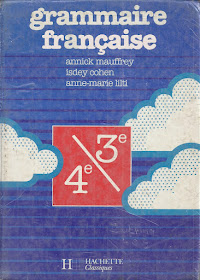 grammaire
française
annick mauffrey
isdey cohen
anne-marie lilti
4e/3e
H HACHETTE
Classiques